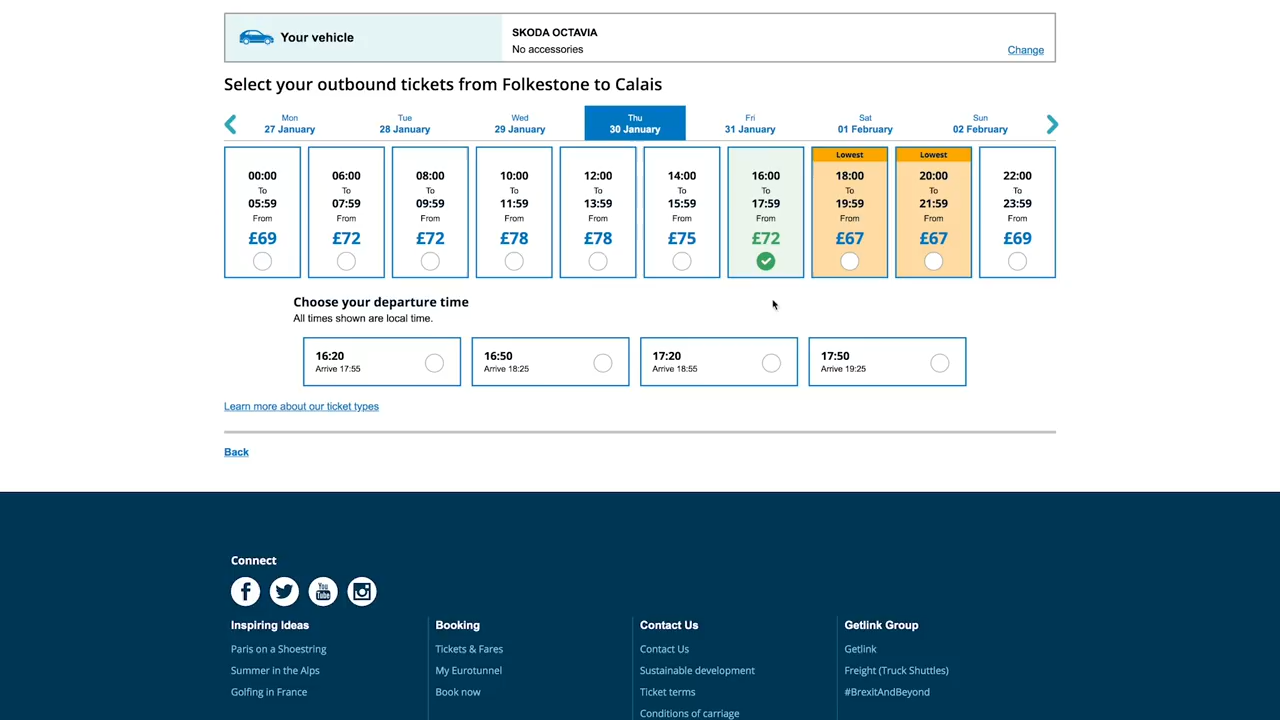 Your vehicle
SKODA OCTAVIA
No accessories
Change
Select your outbound tickets from Folkestone to Calais
Mon
27 January
Tue
28 January
Wed
29 January
Thu
30 January
Fri
31 January
Sat
01 February
Sun
02 February
00:00
To
05:59
From
£69
06:00
To
07:59
From
£72
08:00
To
09:59
From
£72
10:00
To
11:59
From
£78
12:00
To
13:59
From
£78
14:00
To
15:59
From
£75
16:00
To
17:59
From
£72
Lowest
18:00
To
19:59
From
£67
Lowest
20:00
To
21:59
From
£67
22:00
To
23:59
From
£69
Choose your departure time
All times shown are local time.
16:20
Arrive 17:55
16:50
Arrive 18:25
17:20
Arrive 18:55
17:50
Arrive 19:25
Learn more about our ticket types
Back
Connect
You
Tube
Inspiring Ideas
Paris on a Shoestring
Summer in the Alps
Golfing in France
Booking
Tickets & Fares
My Eurotunnel
Book now
Contact Us
Contact Us
Sustainable development
Ticket terms
Conditions of carriage
Getlink Group
Getlink
Freight (Truck Shuttles)
#BrexitAndBeyond